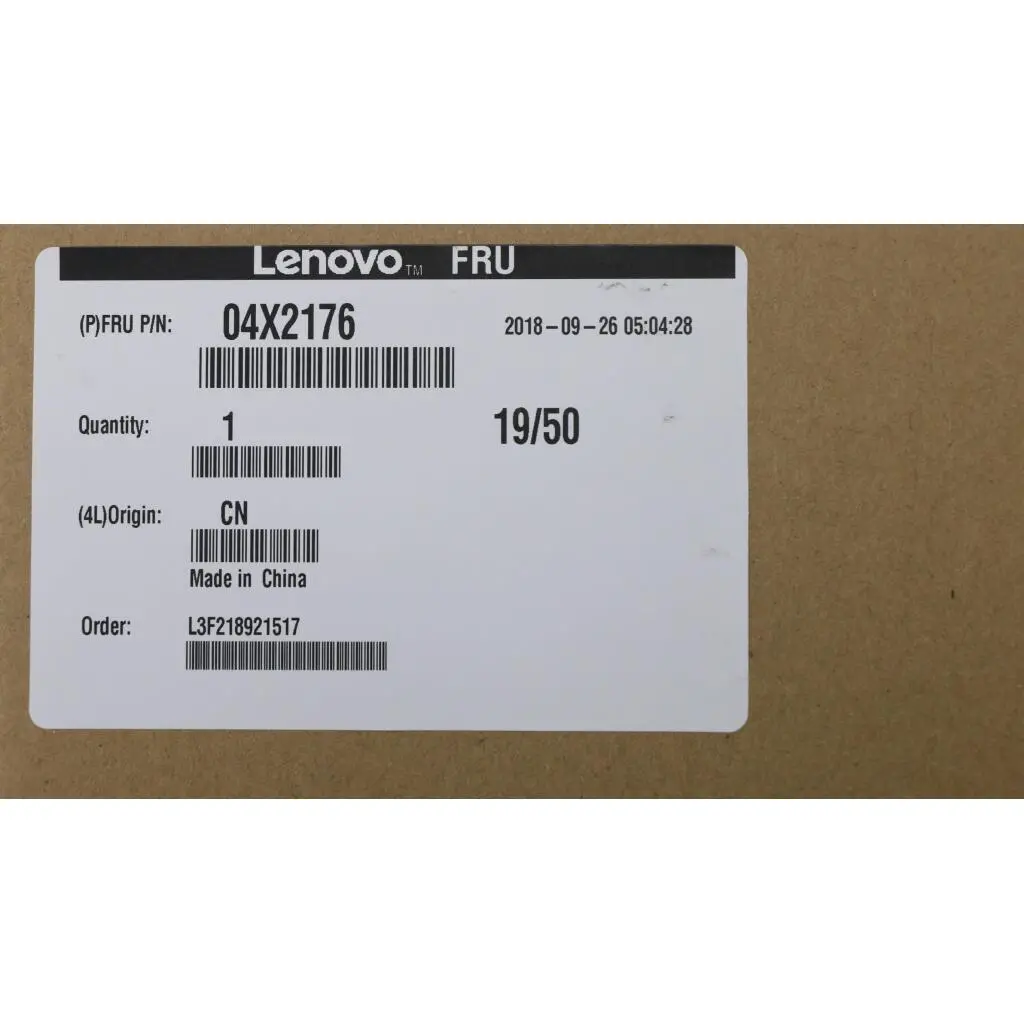 Lenovo™ FRU
(P)FRU P/N: 04X2176 2018-09-26 05:04:28
Quantity: 1 19/50
(4L)Origin: CN
Made in China
Order: L3F218921517